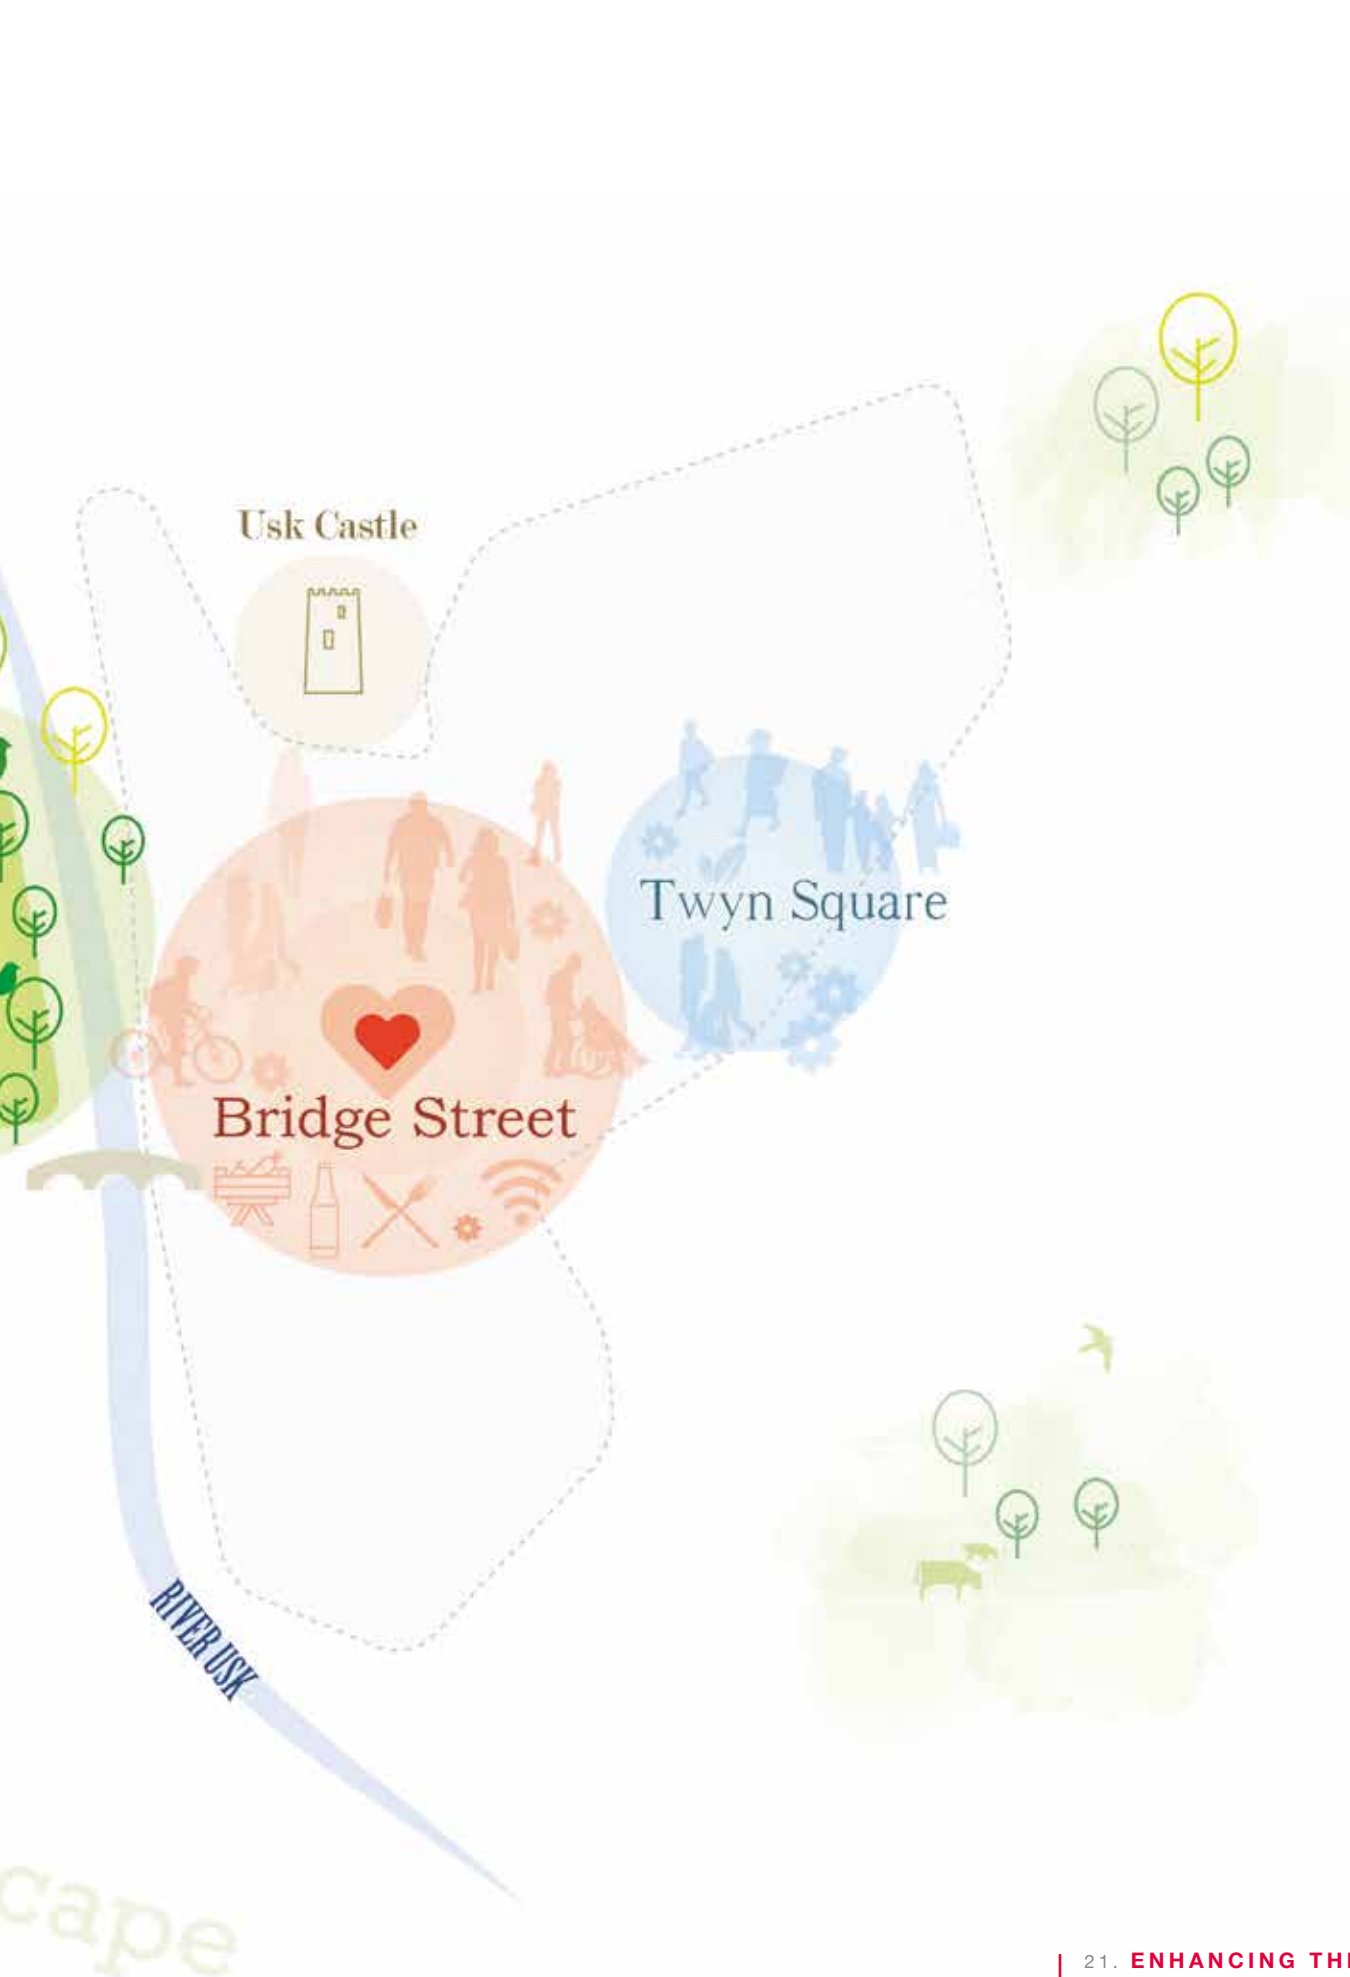 Usk Castle
Twyn Square
Bridge Street
RIVER USK
cape
21. ENHANCING TH